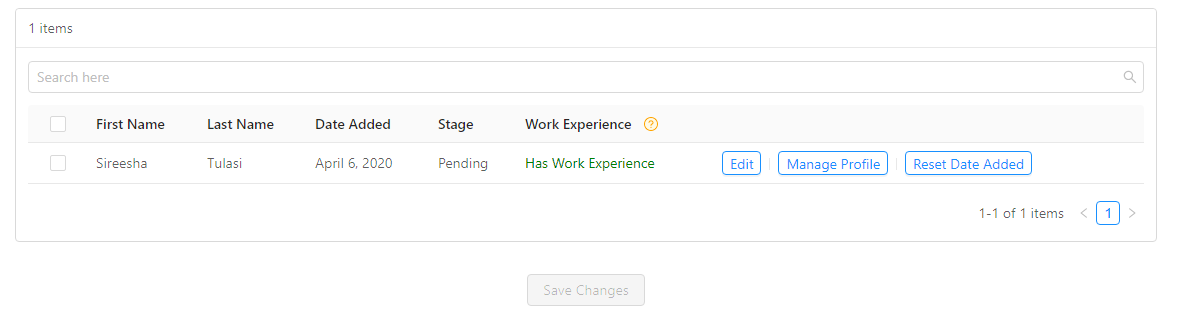 1 items
Search here
First Name Last Name Date Added Stage Work Experience ?
Sireesha Tulasi April 6, 2020 Pending Has Work Experience Edit Manage Profile Reset Date Added
1-1 of 1 items < 1 >
Save Changes